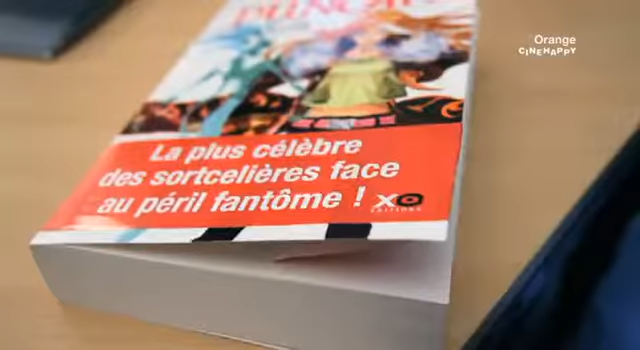 Orange
CINEHAPPY
La plus célèbre
des sortcelières face
au péril fantôme !
XO
EDITIONS